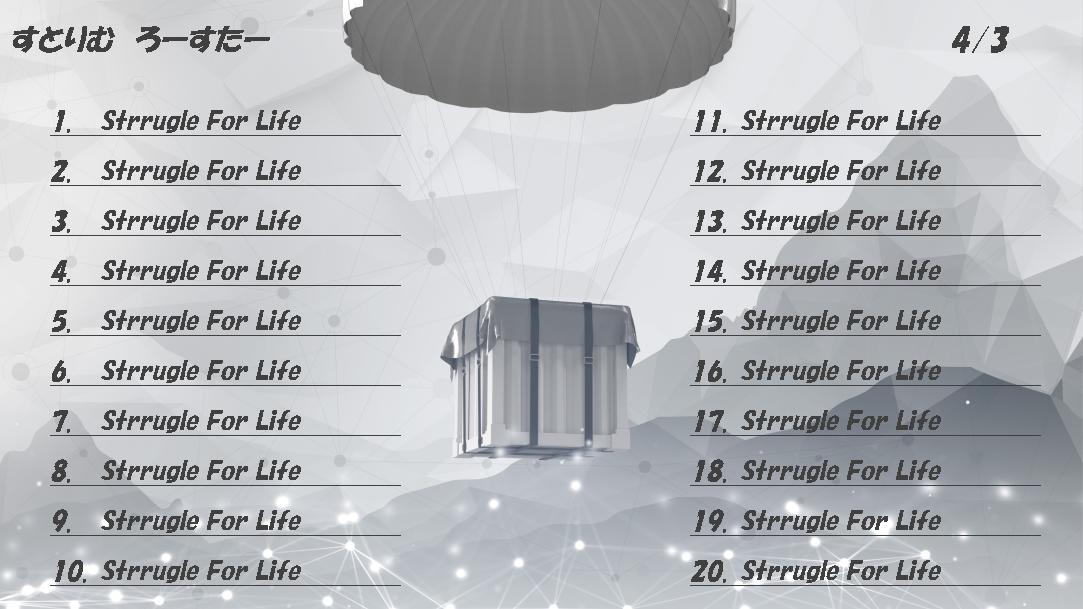 すとりむ ろーすたー
4/3
1. Strrugle For Life
2. Strrugle For Life
3. Strrugle For Life
4. Strrugle For Life
5. Strrugle For Life
6. Strrugle For Life
7. Strrugle For Life
8. Strrugle For Life
9. Strrugle For Life
10. Strrugle For Life
11. Strrugle For Life
12. Strrugle For Life
13. Strrugle For Life
14. Strrugle For Life
15. Strrugle For Life
16. Strrugle For Life
17. Strrugle For Life
18. Strrugle For Life
19. Strrugle For Life
20. Strrugle For Life